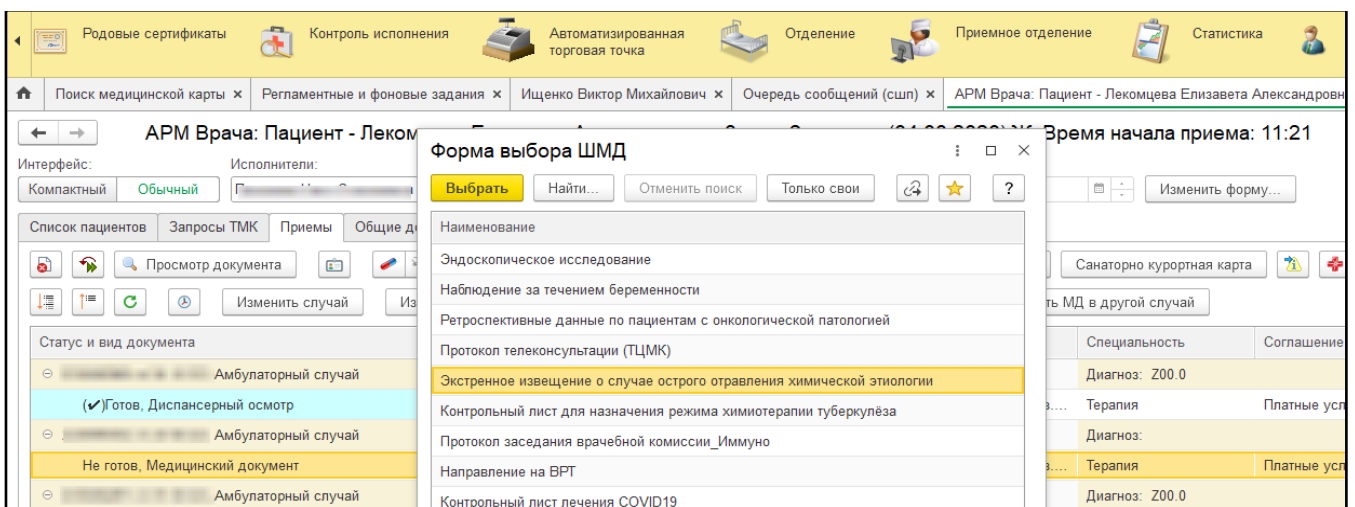 Родовые сертификаты
Контроль исполнения
Автоматизированная
торговая точка
Отделение
Приемное отделение
Статистика
Поиск медицинской карты ×
Регламентные и фоновые задания ×
Ищенко Виктор Михайлович ×
Очередь сообщений (сшп) ×
АРМ Врача: Пациент - Лекомцева Елизавета Александровн
АРМ Врача: Пациент - Леком
Время начала приема: 11:21
Интерфейс:
Исполнители:
Компактный
Обычный
Изменить форму...
Список пациентов
Запросы ТМК
Приемы
Общие д
Просмотр документа
Санаторно курортная карта
Изменить случай
Из
ть МД в другой случай
Статус и вид документа
Специальность
Соглашение
Амбулаторный случай
Диагноз: Z00.0
(✔)Готов, Диспансерный осмотр
Терапия
Платные усл
Амбулаторный случай
Диагноз:
Не готов, Медицинский документ
Терапия
Платные усл
Амбулаторный случай
Диагноз: Z00.0
Форма выбора ШМД
Выбрать
Найти...
Отменить поиск
Только свои
?
Наименование
Эндоскопическое исследование
Наблюдение за течением беременности
Ретроспективные данные по пациентам с онкологической патологией
Протокол телеконсультации (ТЦМК)
Экстренное извещение о случае острого отравления химической этиологии
Контрольный лист для назначения режима химиотерапии туберкулёза
Протокол заседания врачебной комиссии_Иммуно
Направление на ВРТ
Контрольный лист лечения COVID19